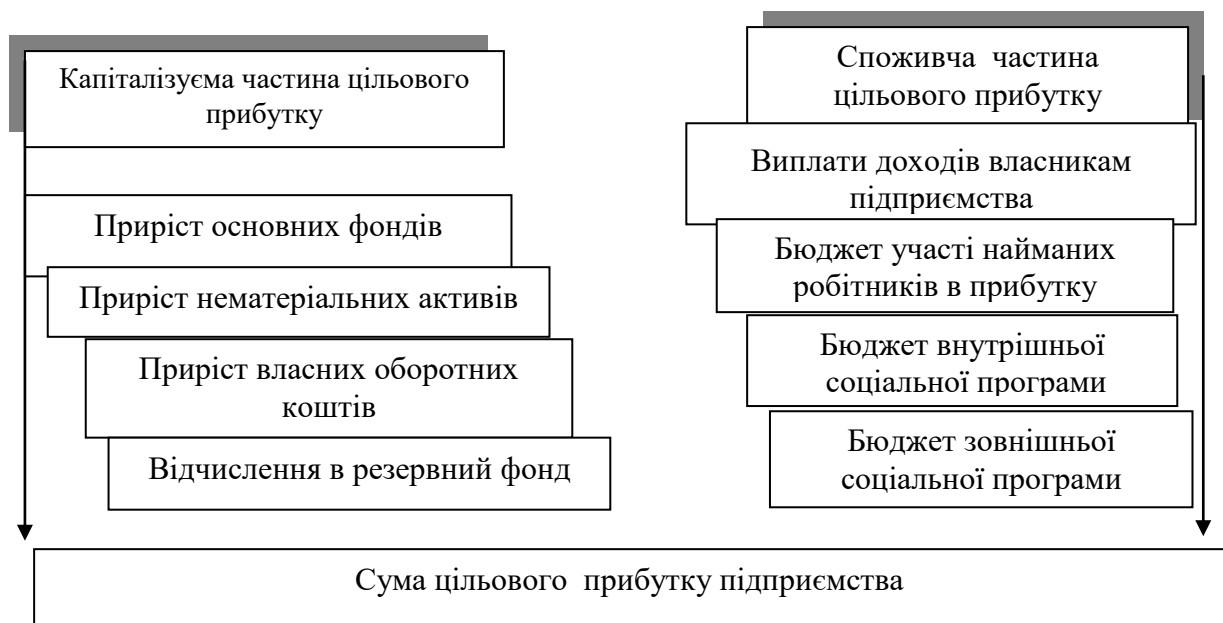 Капіталізуєма частина цільового
прибутку
Приріст основних фондів
Приріст нематеріальних активів
Приріст власних оборотних
коштів
Відчислення в резервний фонд
Споживча частина
цільового прибутку
Виплати доходів власникам
підприємства
Бюджет участі найманих
робітників в прибутку
Бюджет внутрішньої
соціальної програми
Бюджет зовнішньої
соціальної програми
Сума цільового прибутку підприємства